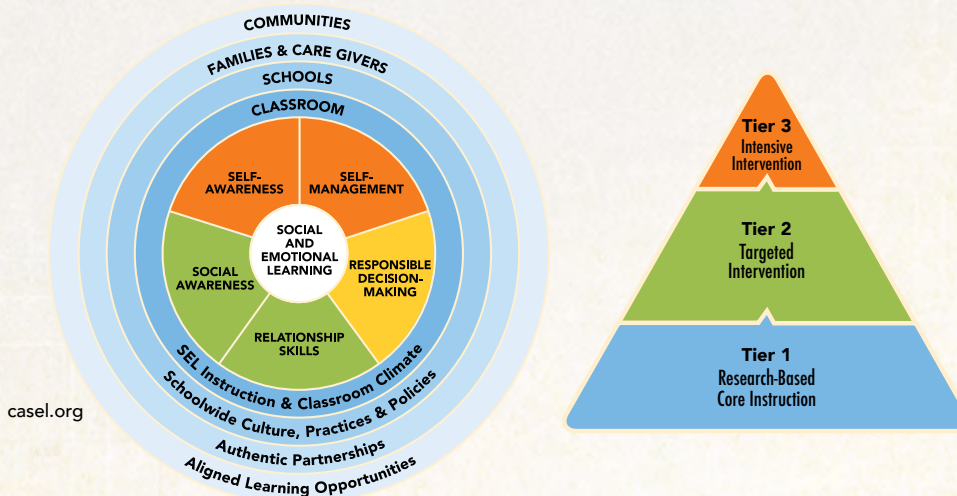 COMMUNITIES
FAMILIES & CARE GIVERS
SCHOOLS
CLASSROOM
SELF-
AWARENESS
SELF-
MANAGEMENT
SOCIAL
AND
EMOTIONAL
LEARNING
SOCIAL
AWARENESS
RESPONSIBLE
DECISION-
MAKING
RELATIONSHIP
SKILLS
SEL Instruction & Classroom Climate
Schoolwide Culture, Practices & Policies
Authentic Partnerships
Aligned Learning Opportunities
casel.org
Tier 3
Intensive
Intervention
Tier 2
Targeted
Intervention
Tier 1
Research-Based
Core Instruction